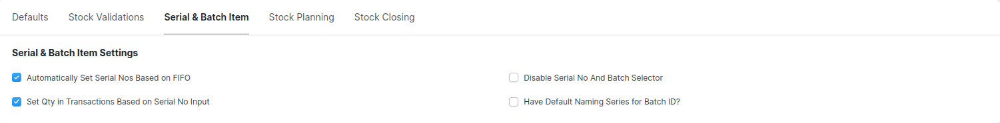 Defaults Stock Validations Serial & Batch Item Stock Planning Stock Closing
Serial & Batch Item Settings
Automatically Set Serial Nos Based on FIFO
Set Qty in Transactions Based on Serial No Input
Disable Serial No And Batch Selector
Have Default Naming Series for Batch ID?